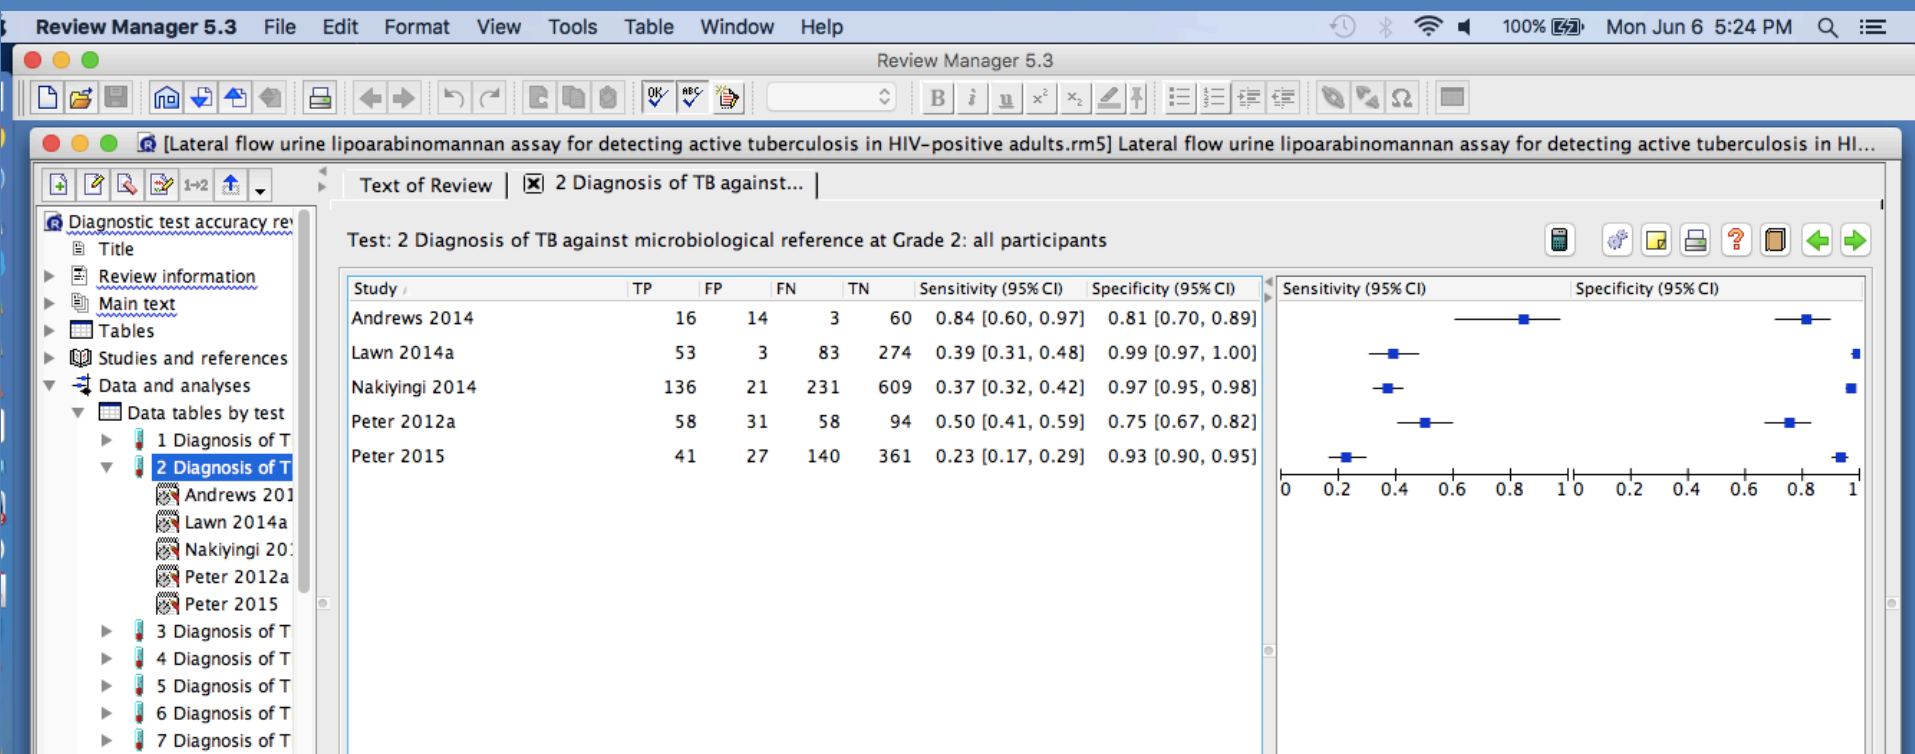 Review Manager 5.3 File Edit Format View Tools Table Window Help 100% Mon Jun 6 5:24 PM
Review Manager 5.3
OK ABC B i u x² x₂ Ω
[Lateral flow urine lipoarabinomannan assay for detecting active tuberculosis in HIV-positive adults.rm5] Lateral flow urine lipoarabinomannan assay for detecting active tuberculosis in HI...
1→2 Text of Review 2 Diagnosis of TB against...
Diagnostic test accuracy rev
Title
Review information
Main text
Tables
Studies and references
Data and analyses
Data tables by test
1 Diagnosis of T
2 Diagnosis of T
Andrews 201
Lawn 2014a
Nakiyingi 201
Peter 2012a
Peter 2015
3 Diagnosis of T
4 Diagnosis of T
5 Diagnosis of T
6 Diagnosis of T
7 Diagnosis of T
Test: 2 Diagnosis of TB against microbiological reference at Grade 2: all participants
Study / TP FP FN TN Sensitivity (95% CI) Specificity (95% CI) Sensitivity (95% CI) Specificity (95% CI)
Andrews 2014 16 14 3 60 0.84 [0.60, 0.97] 0.81 [0.70, 0.89]
Lawn 2014a 53 3 83 274 0.39 [0.31, 0.48] 0.99 [0.97, 1.00]
Nakiyingi 2014 136 21 231 609 0.37 [0.32, 0.42] 0.97 [0.95, 0.98]
Peter 2012a 58 31 58 94 0.50 [0.41, 0.59] 0.75 [0.67, 0.82]
Peter 2015 41 27 140 361 0.23 [0.17, 0.29] 0.93 [0.90, 0.95]
0 0.2 0.4 0.6 0.8 1 0 0.2 0.4 0.6 0.8 1